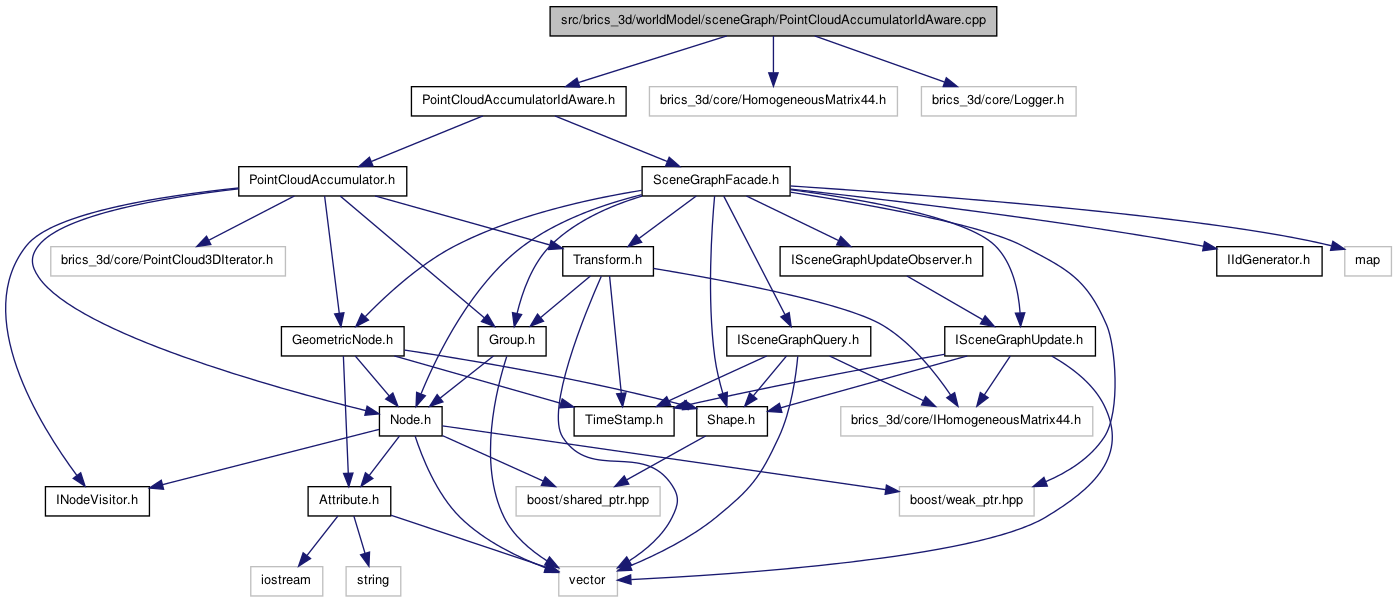 src/brics_3d/worldModel/sceneGraph/PointCloudAccumulatorIdAware.cpp
PointCloudAccumulatorIdAware.h
brics_3d/core/HomogeneousMatrix44.h
brics_3d/core/Logger.h
PointCloudAccumulator.h
SceneGraphFacade.h
brics_3d/core/PointCloud3DIterator.h
Transform.h
ISceneGraphUpdateObserver.h
IIdGenerator.h
map
GeometricNode.h
Group.h
ISceneGraphQuery.h
ISceneGraphUpdate.h
Node.h
TimeStamp.h
Shape.h
brics_3d/core/IHomogeneousMatrix44.h
INodeVisitor.h
Attribute.h
boost/shared_ptr.hpp
boost/weak_ptr.hpp
iostream
string
vector